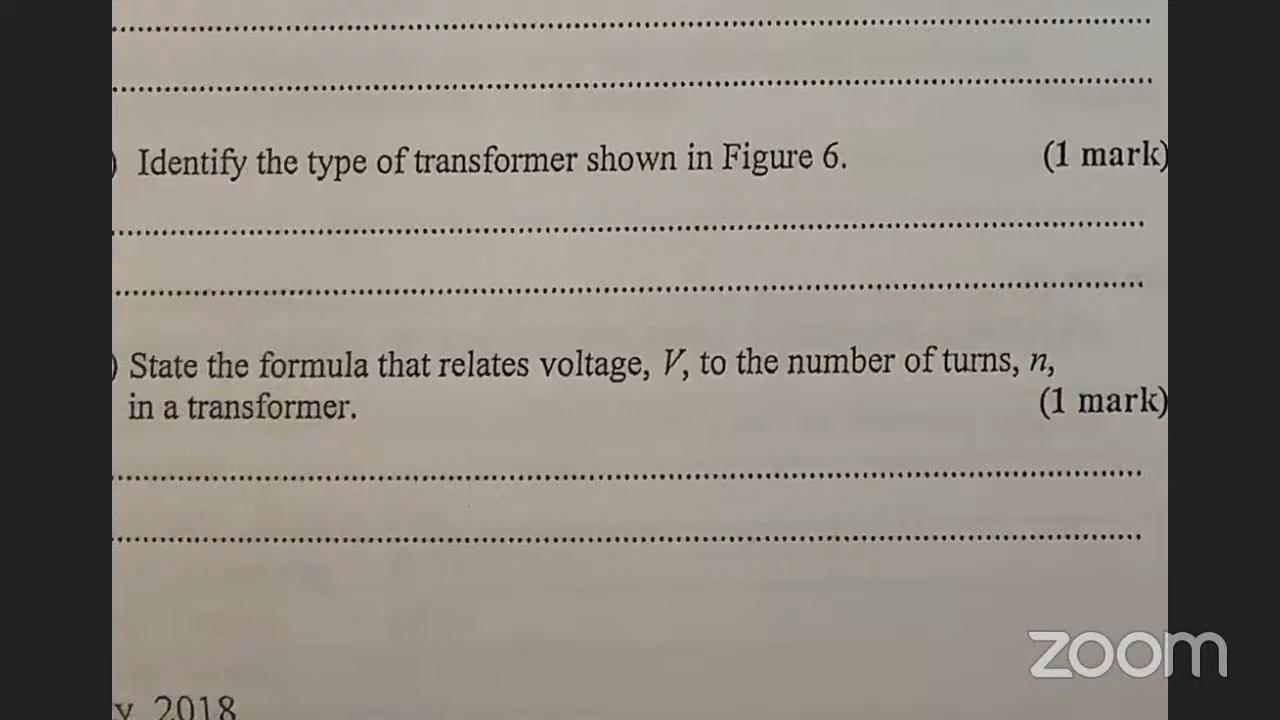 ) Identify the type of transformer shown in Figure 6. (1 mark)
) State the formula that relates voltage, V, to the number of turns, n,
in a transformer. (1 mark)
y, 2018
zoom